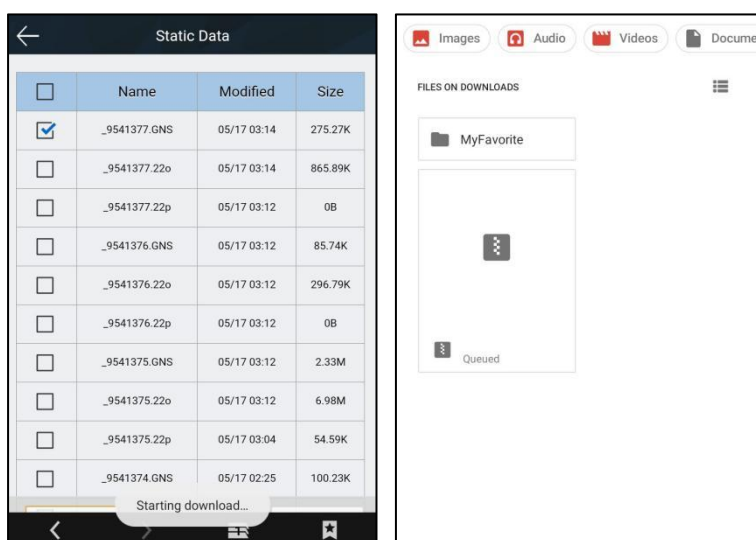 Static Data
Name Modified Size
_9541377.GNS 05/17 03:14 275.27K
_9541377.22o 05/17 03:14 865.89K
_9541377.22p 05/17 03:12 0B
_9541376.GNS 05/17 03:12 85.74K
_9541376.22o 05/17 03:12 296.79K
_9541376.22p 05/17 03:12 0B
_9541375.GNS 05/17 03:12 2.33M
_9541375.22o 05/17 03:12 6.98M
_9541375.22p 05/17 03:04 54.59K
_9541374.GNS 05/17 02:25 100.23K
Starting download...
Images Audio Videos Docume
FILES ON DOWNLOADS
MyFavorite
Queued